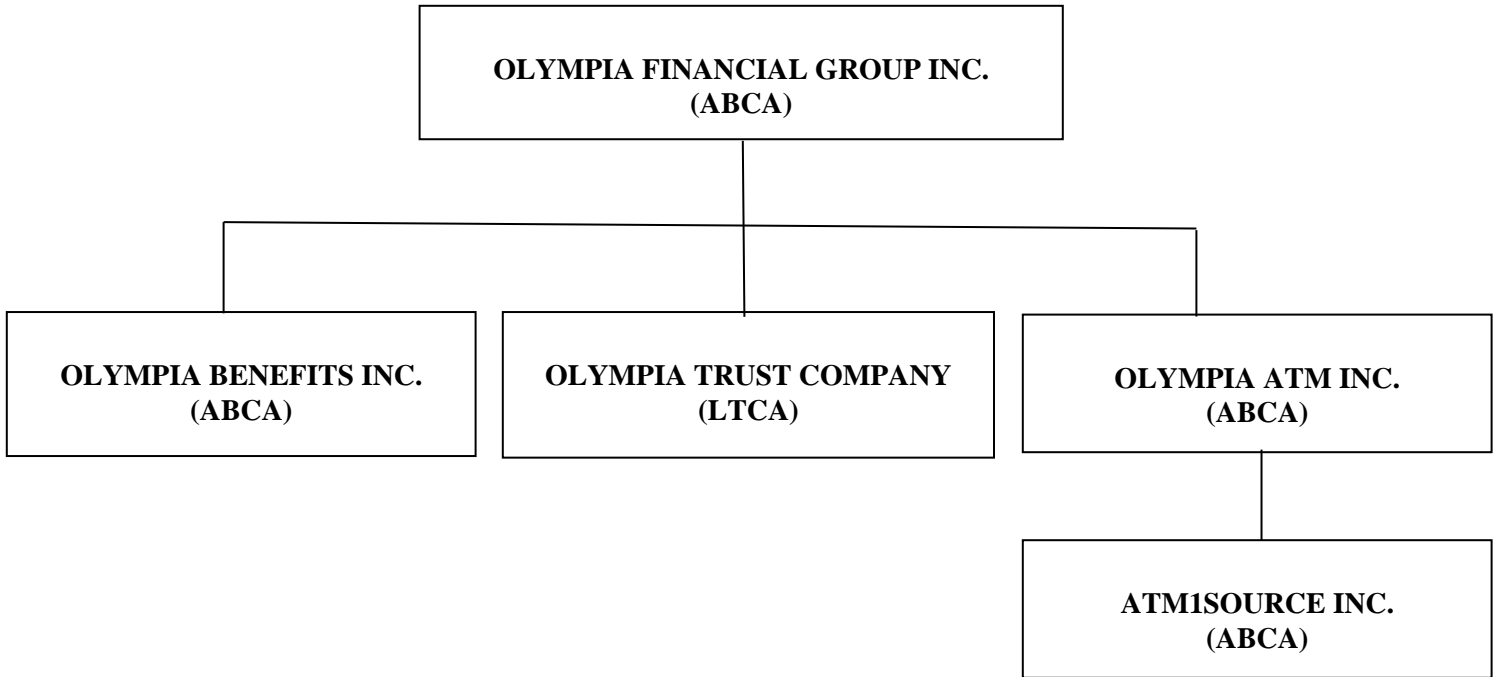 OLYMPIA FINANCIAL GROUP INC.
(ABCA)
OLYMPIA BENEFITS INC.
(ABCA)
OLYMPIA TRUST COMPANY
(LTCA)
OLYMPIA ATM INC.
(ABCA)
ATM1SOURCE INC.
(ABCA)